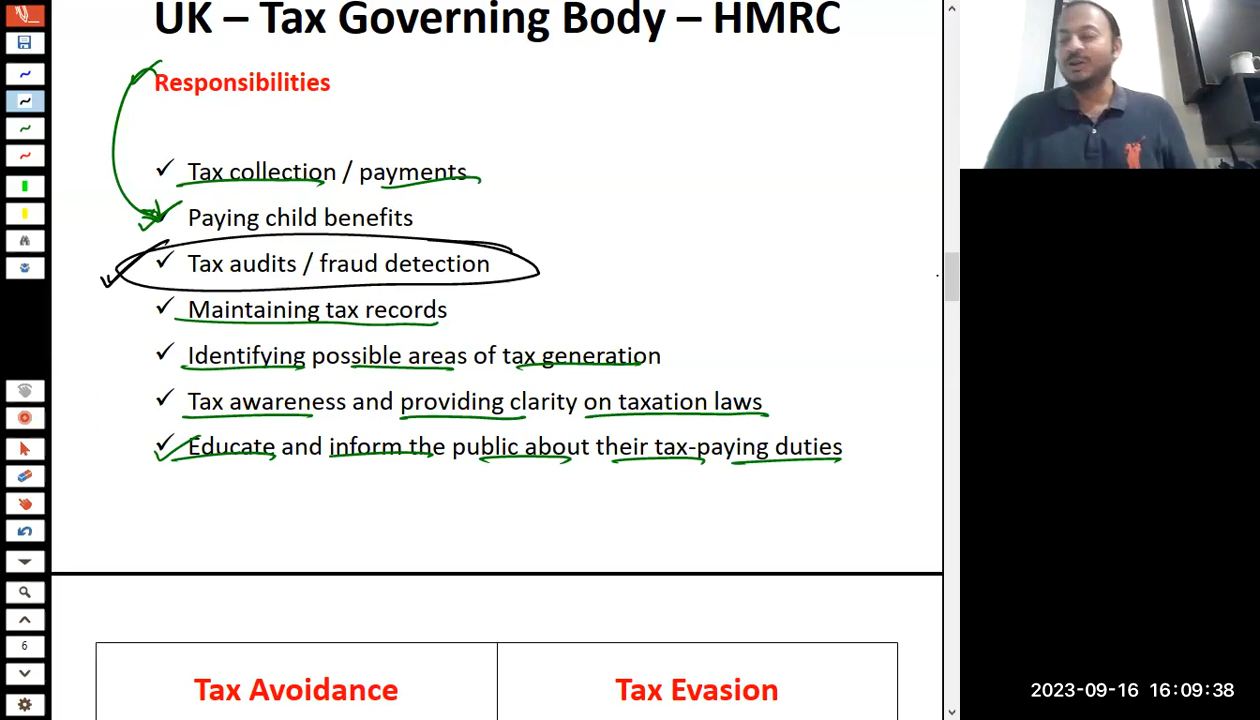 UK – Tax Governing Body – HMRC
Responsibilities
✓ Tax collection / payments
✓ Paying child benefits
✓ Tax audits / fraud detection
✓ Maintaining tax records
✓ Identifying possible areas of tax generation
✓ Tax awareness and providing clarity on taxation laws
✓ Educate and inform the public about their tax-paying duties
Tax Avoidance
Tax Evasion
6
2023-09-16 16:09:38